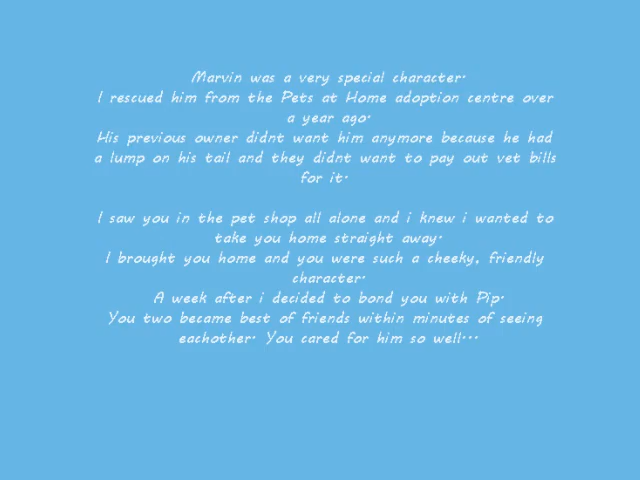 Marvin was a very special character.
I rescued him from the Pets at Home adoption centre over
a year ago.
His previous owner didnt want him anymore because he had
a lump on his tail and they didnt want to pay out vet bills
for it.
I saw you in the pet shop all alone and i knew i wanted to
take you home straight away.
I brought you home and you were such a cheeky, friendly
character.
A week after i decided to bond you with Pip.
You two became best of friends within minutes of seeing
eachother. You cared for him so well...